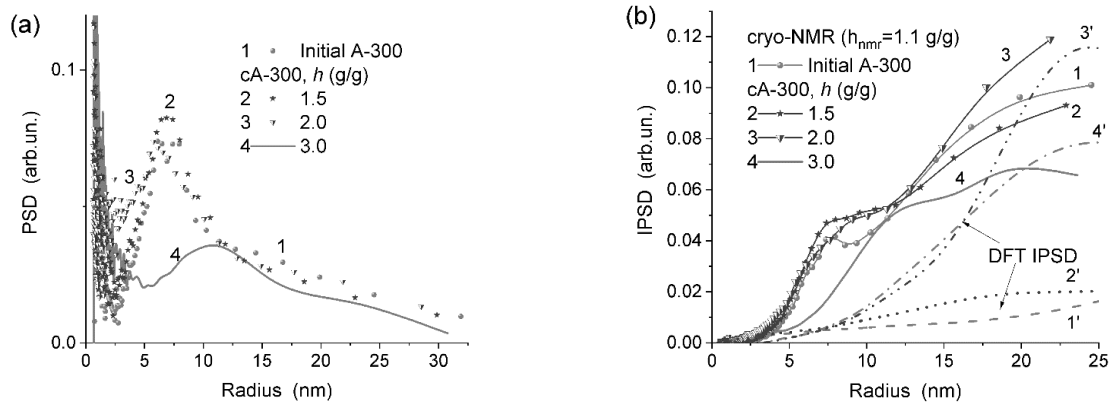 (a)
PSD (arb.un.)
0.1
0.0
1 Initial A-300
cA-300, h (g/g)
2 1.5
3 2.0
4 3.0
2
3
4
1
0 5 10 15 20 25 30
Radius (nm)
(b)
IPSD (arb.un.)
0.12
0.10
0.08
0.06
0.04
0.02
0.00
cryo-NMR (hnmr=1.1 g/g)
1 Initial A-300
cA-300, h (g/g)
2 1.5
3 2.0
4 3.0
3
3'
1
2
4'
4
DFT IPSD
2'
1'
0 5 10 15 20 25
Radius (nm)